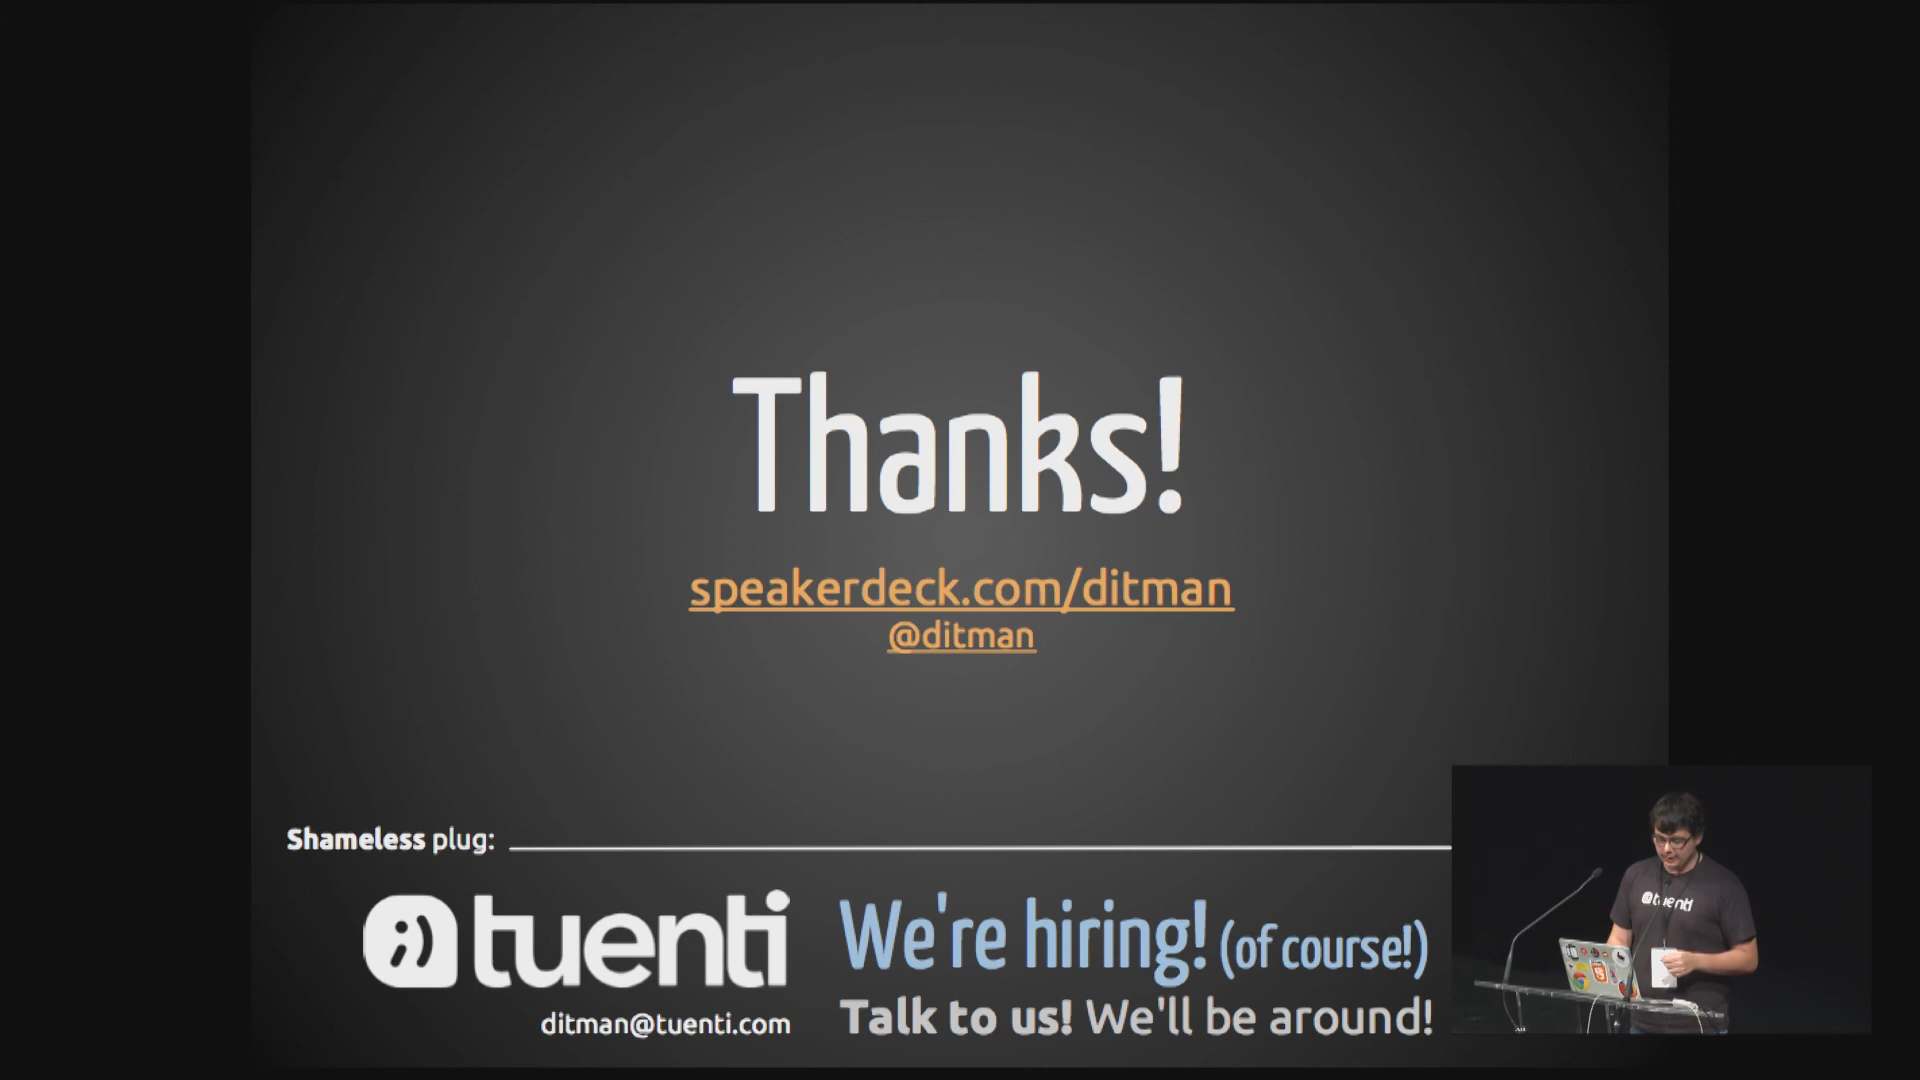 Thanks!
speakerdeck.com/ditman
@ditman
Shameless plug:
tuenti
We're hiring! (of course!)
ditman@tuenti.com
Talk to us! We'll be around!
tuenti